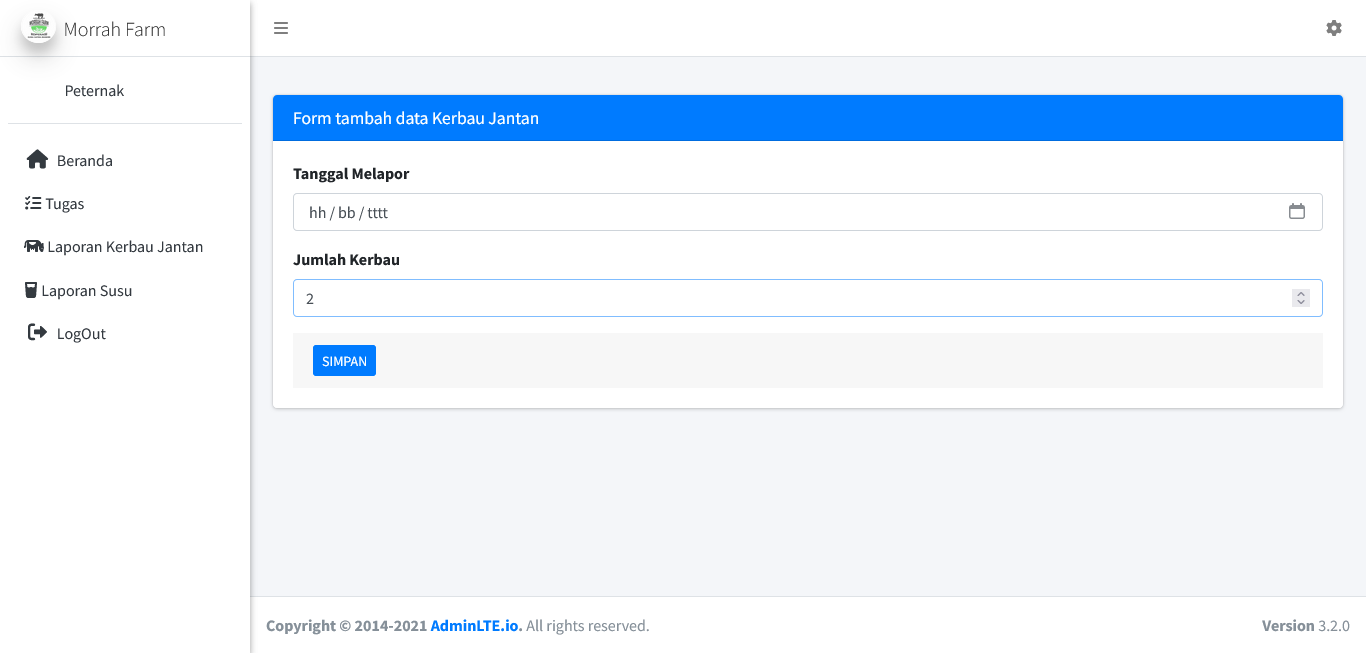 Morrah Farm
Peternak
Beranda
Tugas
Laporan Kerbau Jantan
Laporan Susu
LogOut
Form tambah data Kerbau Jantan
Tanggal Melapor
hh / bb / tttt
Jumlah Kerbau
2
SIMPAN
Copyright © 2014-2021 AdminLTE.io. All rights reserved.
Version 3.2.0